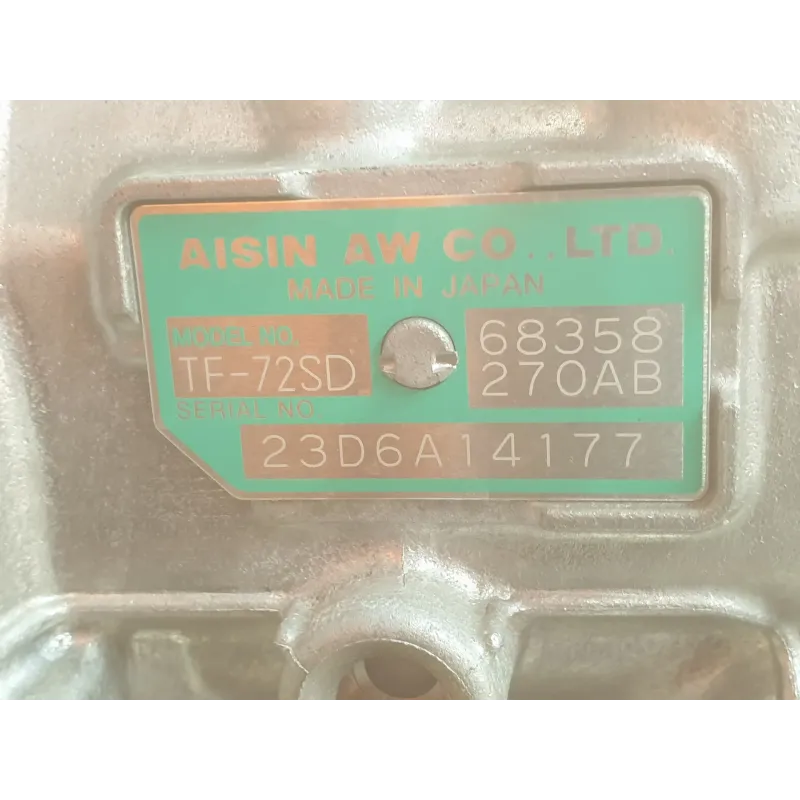 AISIN AW CO.,LTD.
MADE IN JAPAN
MODEL NO.
TF-72SD
68358
270AB
SERIAL NO
23D6A14177